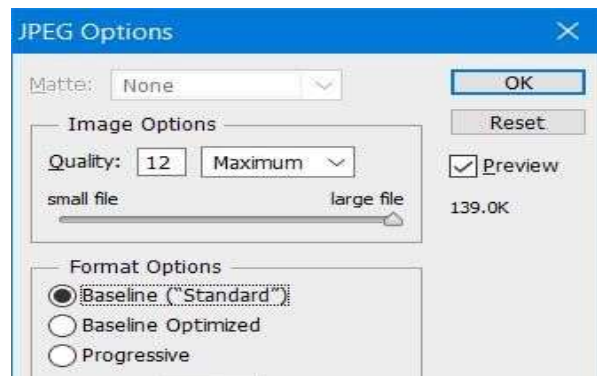 JPEG Options
Matte: None
OK
Image Options
Reset
Quality: 12 Maximum
Preview
small file large file
139.0K
Format Options
Baseline ("Standard")
Baseline Optimized
Progressive